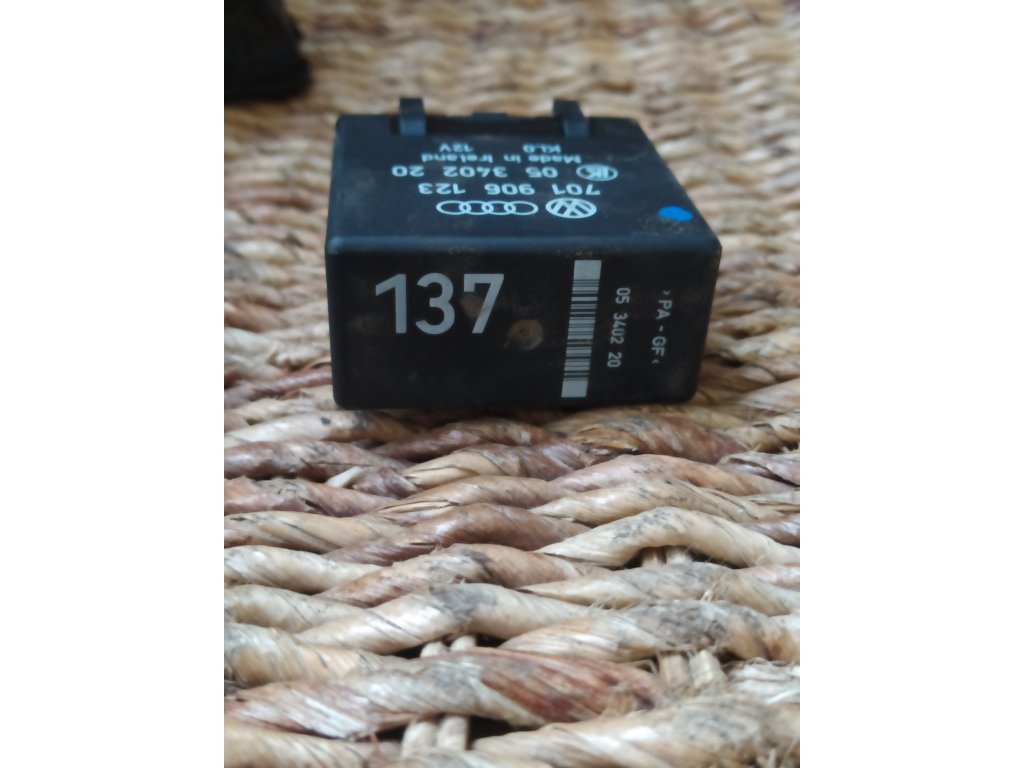 701 906 123
05 3402 20
Made in Ireland
KL0 12V
137
05 3402 20
>PA-GF<